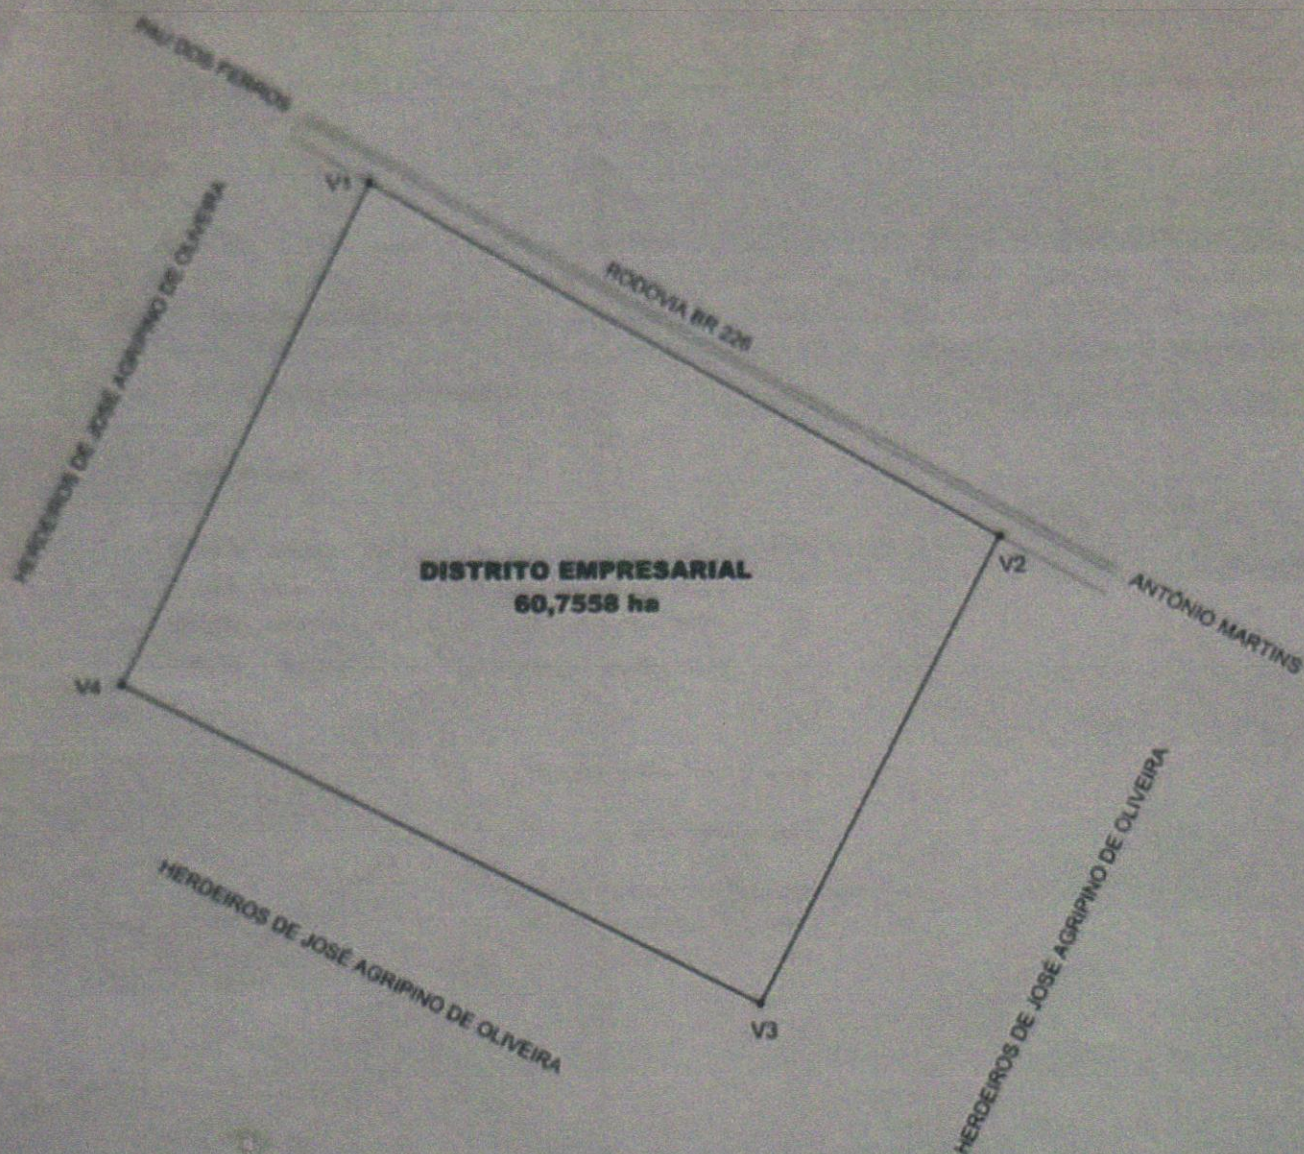 PAU DOS FERROS
V1
HERDEIROS DE JOSÉ AGRIPINO DE OLIVEIRA
RODOVIA BR 226
V2
ANTÔNIO MARTINS
DISTRITO EMPRESARIAL
60,7558 ha
V4
HERDEIROS DE JOSÉ AGRIPINO DE OLIVEIRA
V3
HERDEIROS DE JOSÉ AGRIPINO DE OLIVEIRA